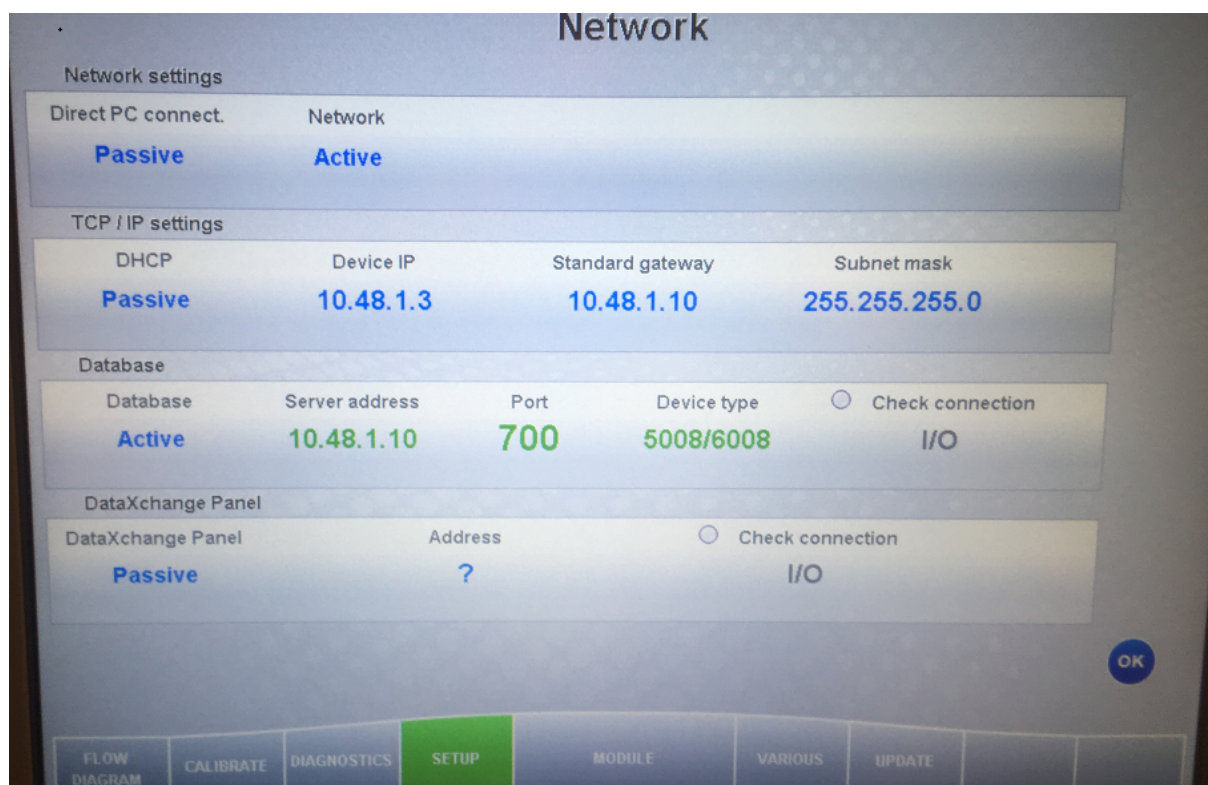 Network
Network settings
Direct PC connect. Network
Passive Active
TCP / IP settings
DHCP Device IP Standard gateway Subnet mask
Passive 10.48.1.3 10.48.1.10 255.255.255.0
Database
Database Server address Port Device type Check connection
Active 10.48.1.10 700 5008/6008 I/O
DataXchange Panel
DataXchange Panel Address Check connection
Passive ? I/O
OK
FLOW DIAGRAM CALIBRATE DIAGNOSTICS SETUP MODULE VARIOUS UPDATE